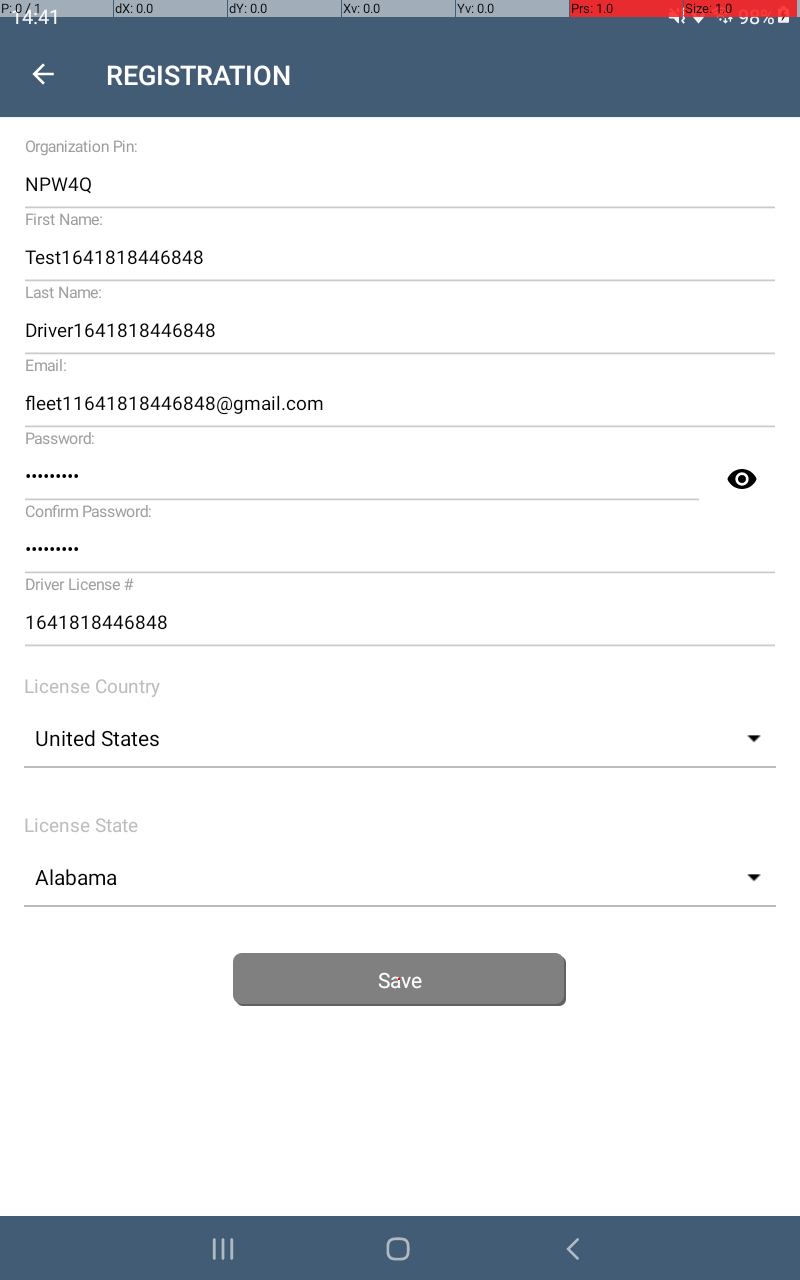 P: 0 / 1 dX: 0.0 dY: 0.0 Xv: 0.0 Yv: 0.0 Prs: 1.0 Size: 1.0
14:41 98%
REGISTRATION
Organization Pin:
NPW4Q
First Name:
Test1641818446848
Last Name:
Driver1641818446848
Email:
fleet11641818446848@gmail.com
Password:
•••••••••
Confirm Password:
•••••••••
Driver License #
1641818446848
License Country
United States
License State
Alabama
Save